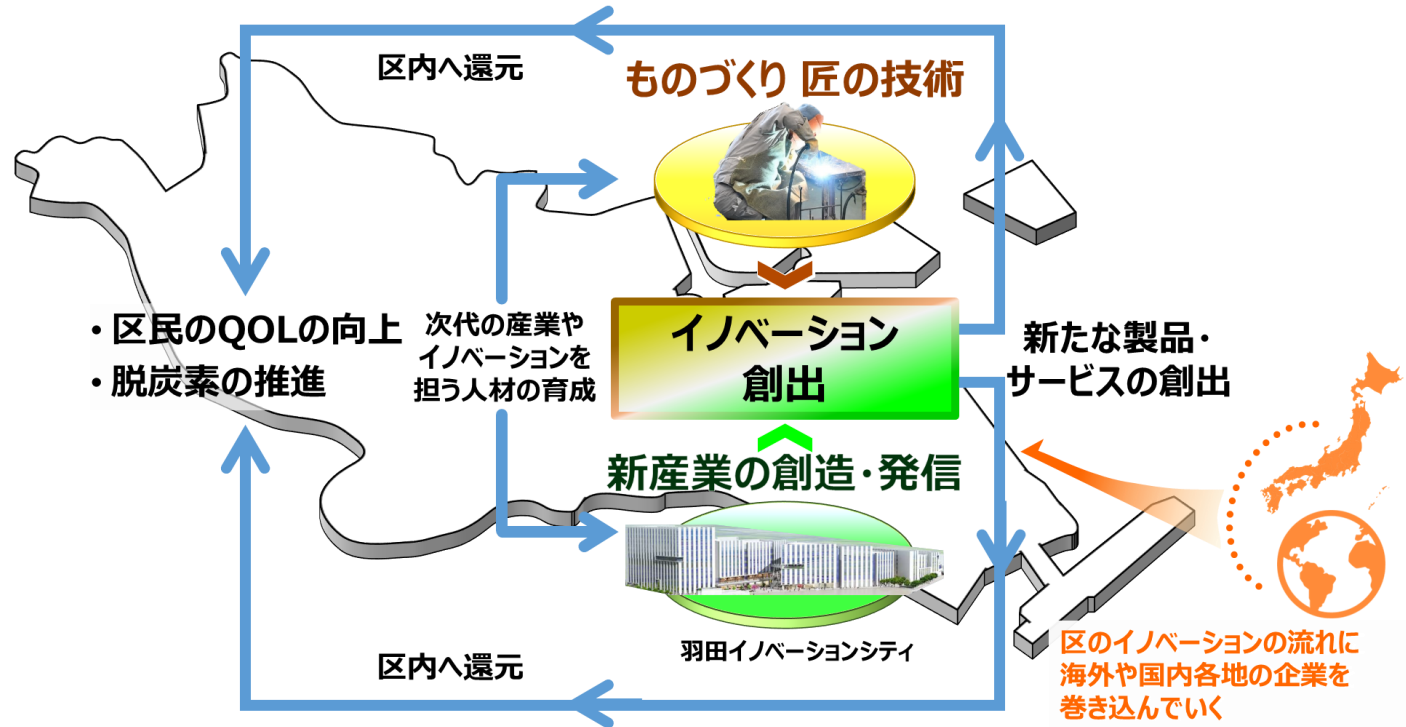 区内へ還元
ものづくり 匠の技術
・区民のQOLの向上
・脱炭素の推進
次代の産業や
イノベーションを
担う人材の育成
イノベーション
創出
新たな製品・
サービスの創出
新産業の創造・発信
羽田イノベーションシティ
区内へ還元
区のイノベーションの流れに
海外や国内各地の企業を
巻き込んでいく